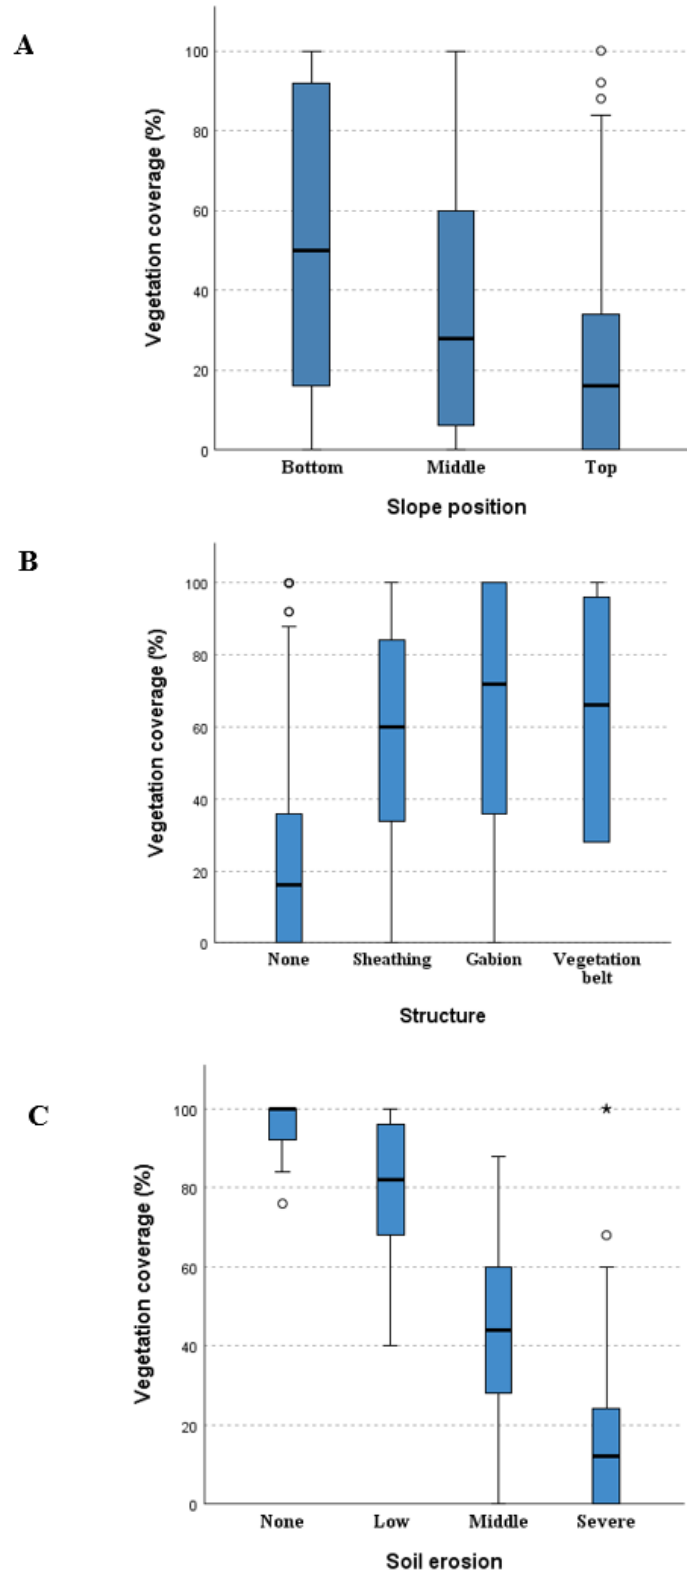 A
Vegetation coverage (%)
100
80
60
40
20
0
Bottom Middle Top
Slope position
B
Vegetation coverage (%)
100
80
60
40
20
0
None Sheathing Gabion Vegetation
belt
Structure
C
Vegetation coverage (%)
100
80
60
40
20
0
None Low Middle Severe
Soil erosion